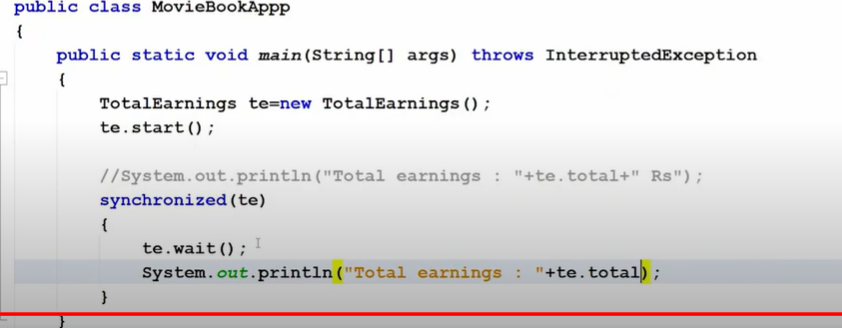 public class MovieBookAppp
{
public static void main(String[] args) throws InterruptedException
{
TotalEarnings te=new TotalEarnings();
te.start();
//System.out.println("Total earnings : "+te.total+" Rs");
synchronized(te)
{
te.wait();
System.out.println("Total earnings : "+te.total);
}
}